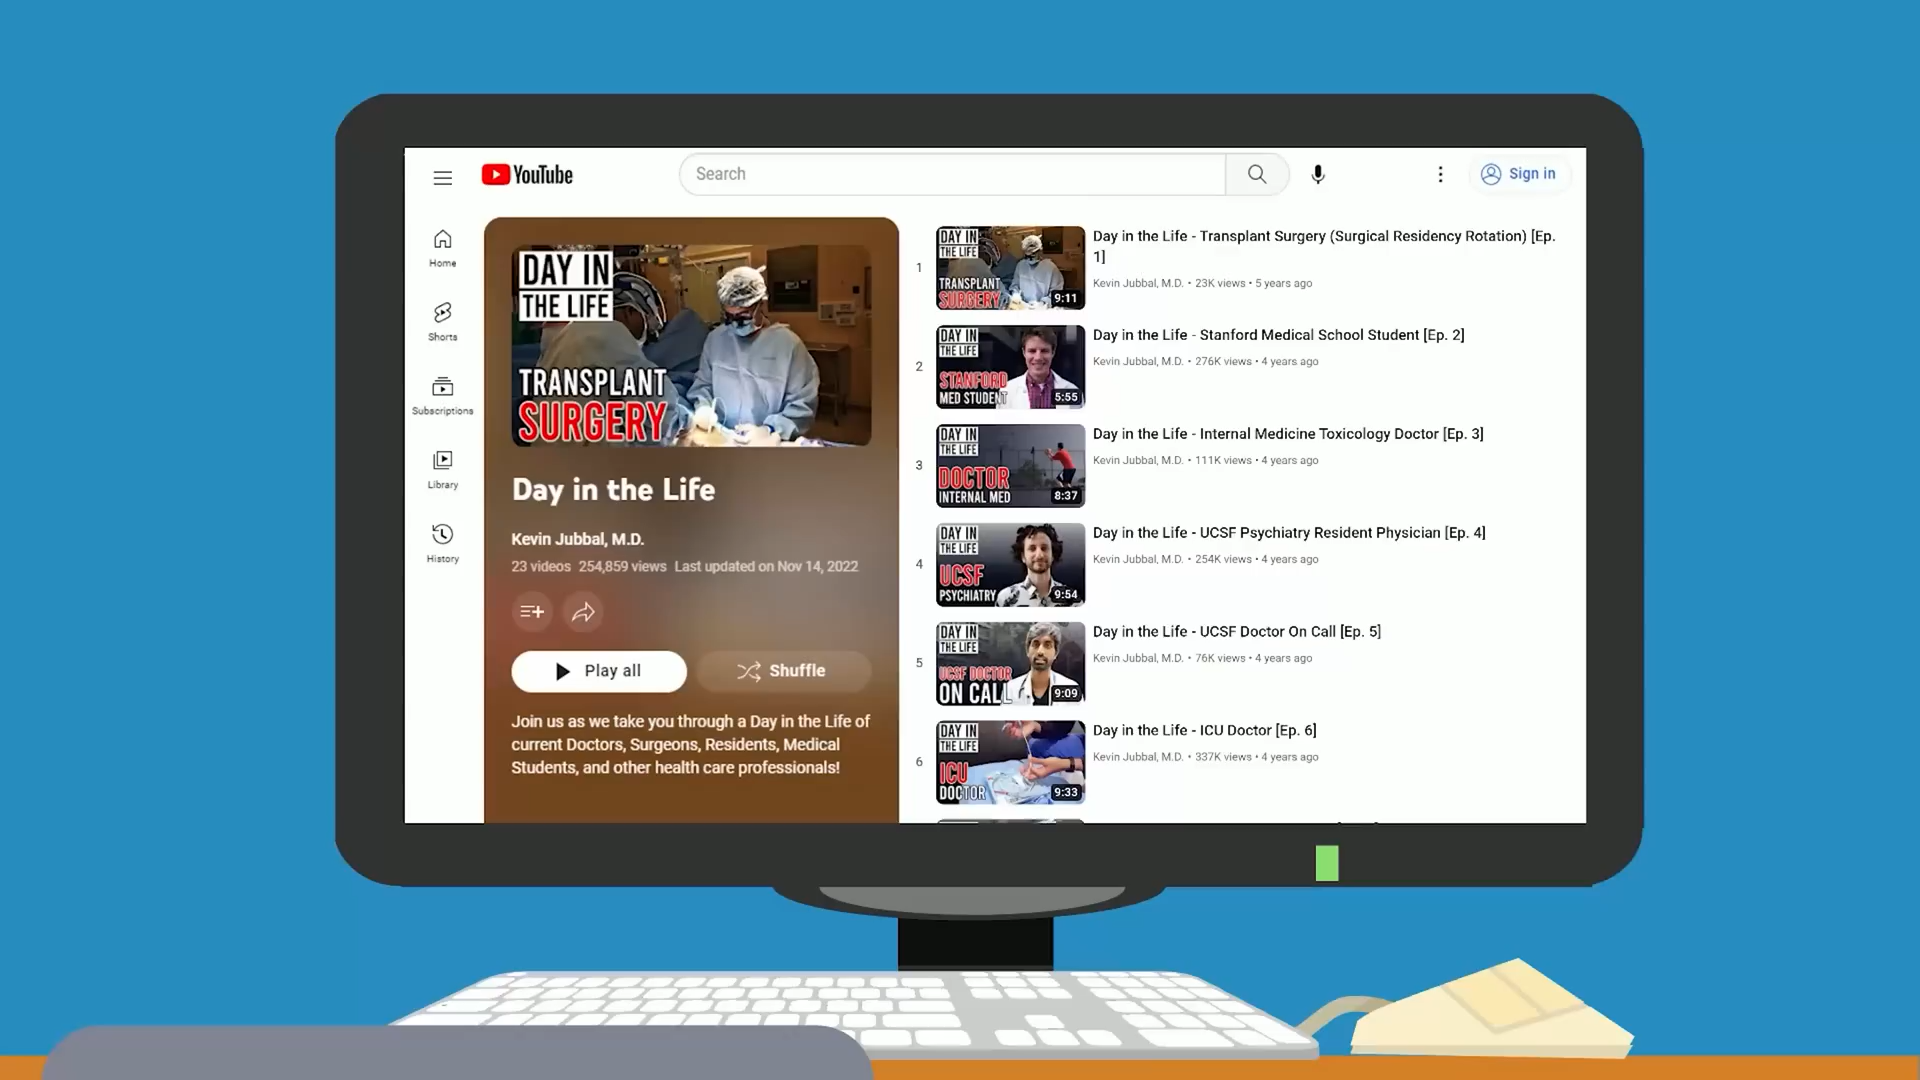 YouTube
Search
Sign in
Home
Shorts
Subscriptions
Library
History
DAY IN
THE LIFE
TRANSPLANT
SURGERY
Day in the Life
Kevin Jubbal, M.D.
23 videos 254,859 views Last updated on Nov 14, 2022
Play all
Shuffle
Join us as we take you through a Day in the Life of
current Doctors, Surgeons, Residents, Medical
Students, and other health care professionals!
1
DAY IN
THE LIFE
TRANSPLANT
SURGERY
9:11
Day in the Life - Transplant Surgery (Surgical Residency Rotation) [Ep.
1]
Kevin Jubbal, M.D. • 23K views • 5 years ago
2
DAY IN
THE LIFE
STANFORD
MED STUDENT
5:55
Day in the Life - Stanford Medical School Student [Ep. 2]
Kevin Jubbal, M.D. • 276K views • 4 years ago
3
DAY IN
THE LIFE
DOCTOR
INTERNAL MED
8:37
Day in the Life - Internal Medicine Toxicology Doctor [Ep. 3]
Kevin Jubbal, M.D. • 111K views • 4 years ago
4
DAY IN
THE LIFE
UCSF
PSYCHIATRY
9:54
Day in the Life - UCSF Psychiatry Resident Physician [Ep. 4]
Kevin Jubbal, M.D. • 254K views • 4 years ago
5
DAY IN
THE LIFE
UCSF DOCTOR
ON CALL
9:09
Day in the Life - UCSF Doctor On Call [Ep. 5]
Kevin Jubbal, M.D. • 76K views • 4 years ago
6
DAY IN
THE LIFE
ICU
DOCTOR
9:33
Day in the Life - ICU Doctor [Ep. 6]
Kevin Jubbal, M.D. • 337K views • 4 years ago